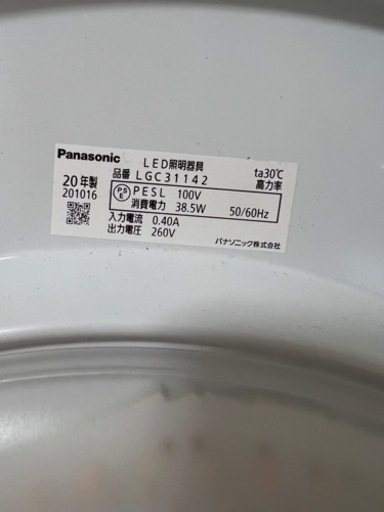 Panasonic
LED照明器具
ta30℃
20年製
品番 LGC31142
高力率
201016
PSE
PESL 100V
消費電力 38.5W 50/60Hz
入力電流 0.40A
出力電圧 260V
パナソニック株式会社